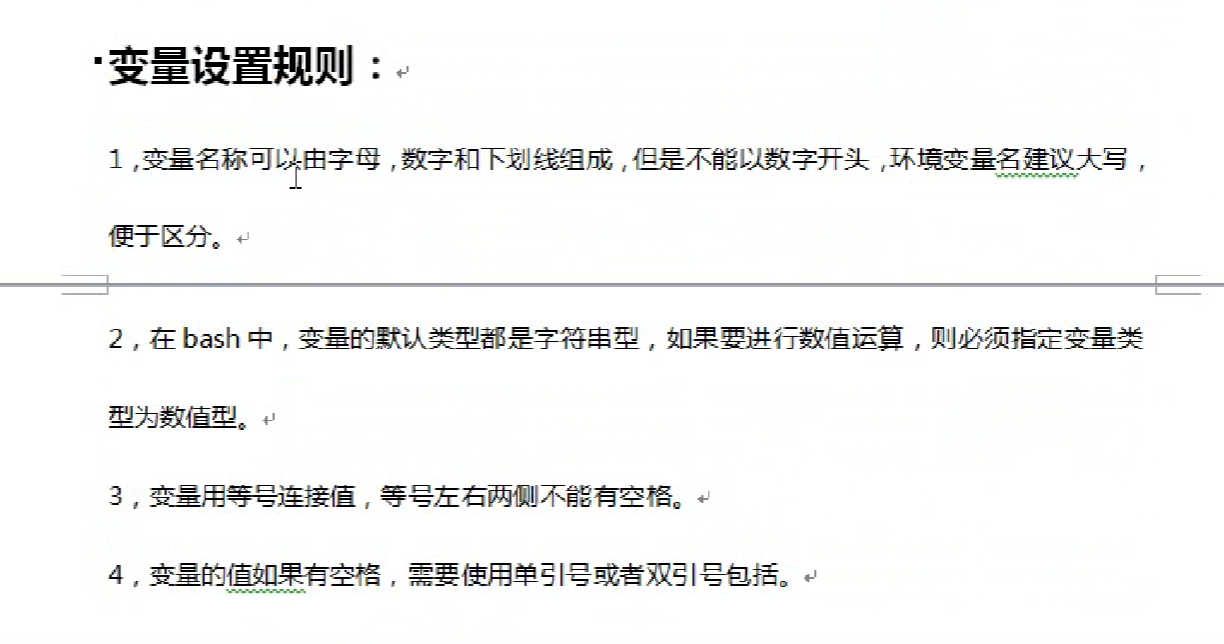 变量设置规则：
1，变量名称可以由字母，数字和下划线组成，但是不能以数字开头，环境变量名建议大写，
便于区分。
2，在 bash 中，变量的默认类型都是字符串型，如果要进行数值运算，则必须指定变量类
型为数值型。
3，变量用等号连接值，等号左右两侧不能有空格。
4，变量的值如果有空格，需要使用单引号或者双引号包括。